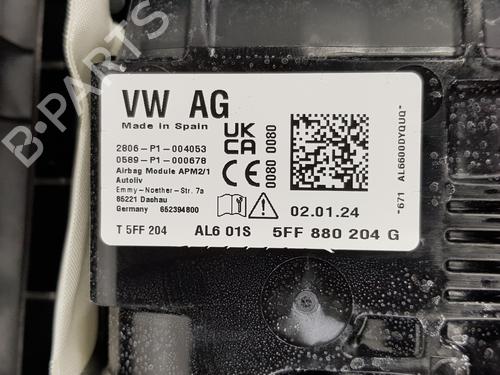 B-PARTS
VW AG
Made in Spain
2806-P1-004053
0589-P1-000678
Airbag Module APM2/1
Autoliv
Emmy-Noether-Str. 7a
85221 Dachau
Germany 652394800
UK
CA
0080 0080
CE
02.01.24
*671 AL6600DYQUQ*
T 5FF 204 AL6 01S 5FF 880 204 G